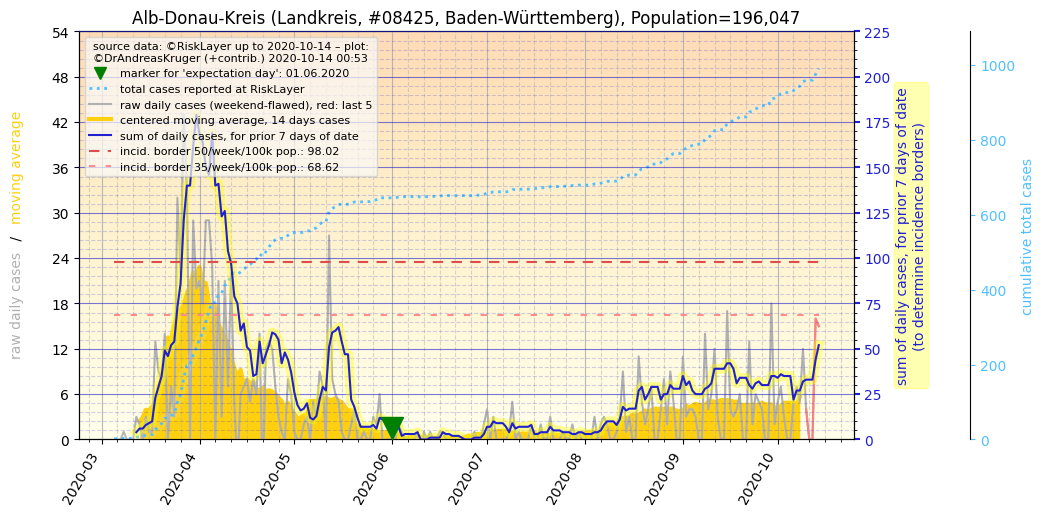 Alb-Donau-Kreis (Landkreis, #08425, Baden-Württemberg), Population=196,047
source data: ©RiskLayer up to 2020-10-14 – plot:
©DrAndreasKruger (+contrib.) 2020-10-14 00:53
marker for 'expectation day': 01.06.2020
total cases reported at RiskLayer
raw daily cases (weekend-flawed), red: last 5
centered moving average, 14 days cases
sum of daily cases, for prior 7 days of date
incid. border 50/week/100k pop.: 98.02
incid. border 35/week/100k pop.: 68.62
raw daily cases / moving average
54
48
42
36
30
24
18
12
6
0
2020-03
2020-04
2020-05
2020-06
2020-07
2020-08
2020-09
2020-10
225
200
175
150
125
100
75
50
25
0
sum of daily cases, for prior 7 days of date
(to determine incidence borders)
1000
800
600
400
200
0
cumulative total cases